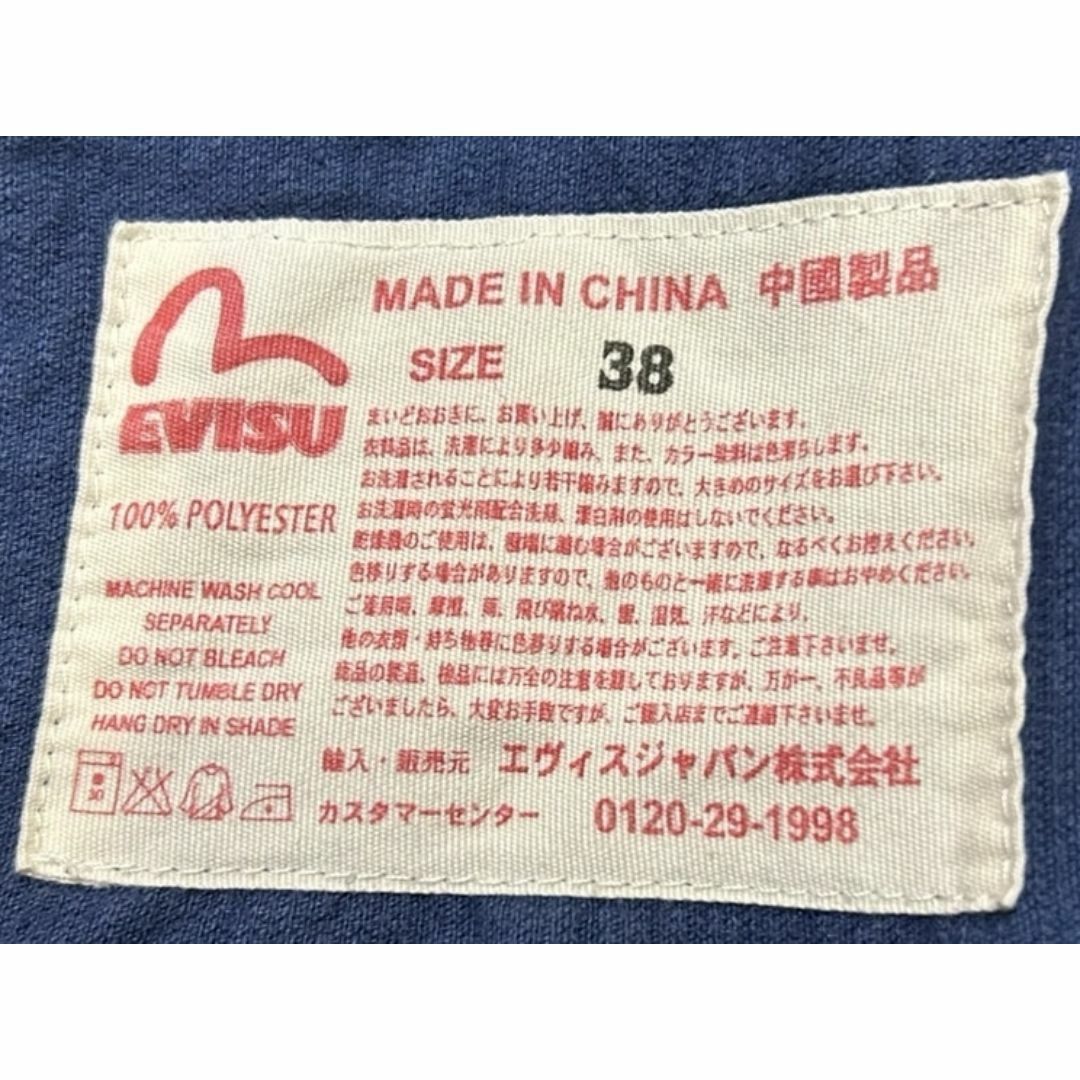 EVISU
MADE IN CHINA 中國製品
SIZE 38
100% POLYESTER
MACHINE WASH COOL
SEPARATELY
DO NOT BLEACH
DO NOT TUMBLE DRY
HANG DRY IN SHADE
30
まいどおおきに、お買い上げ、誠にありがとうございます。
衣料品は、洗濯により多少縮み、また、カラー染料は色落ちします。
お洗濯されることにより若干縮みますので、大きめのサイズをお選び下さい。
お洗濯時の蛍光剤配合洗剤、漂白剤の使用はしないでください。
乾燥機のご使用は、極端に縮む場合がございますので、なるべくお控えください。
色移りする場合がありますので、他のものと一緒に洗濯する事はおやめください。
ご着用時、摩擦、雨、飛び跳ね水、雪、湿気、汗などにより、
他の衣類・持ち物等に色移りする場合がございます。ご注意下さいませ。
商品の製造、検品には万全の注意を題しておりますが、万が一、不良品等が
ございましたら、大変お手数ですが、ご購入店までご連絡下さいませ。
輸入・販売元 エヴィスジャパン株式会社
カスタマーセンター 0120-29-1998